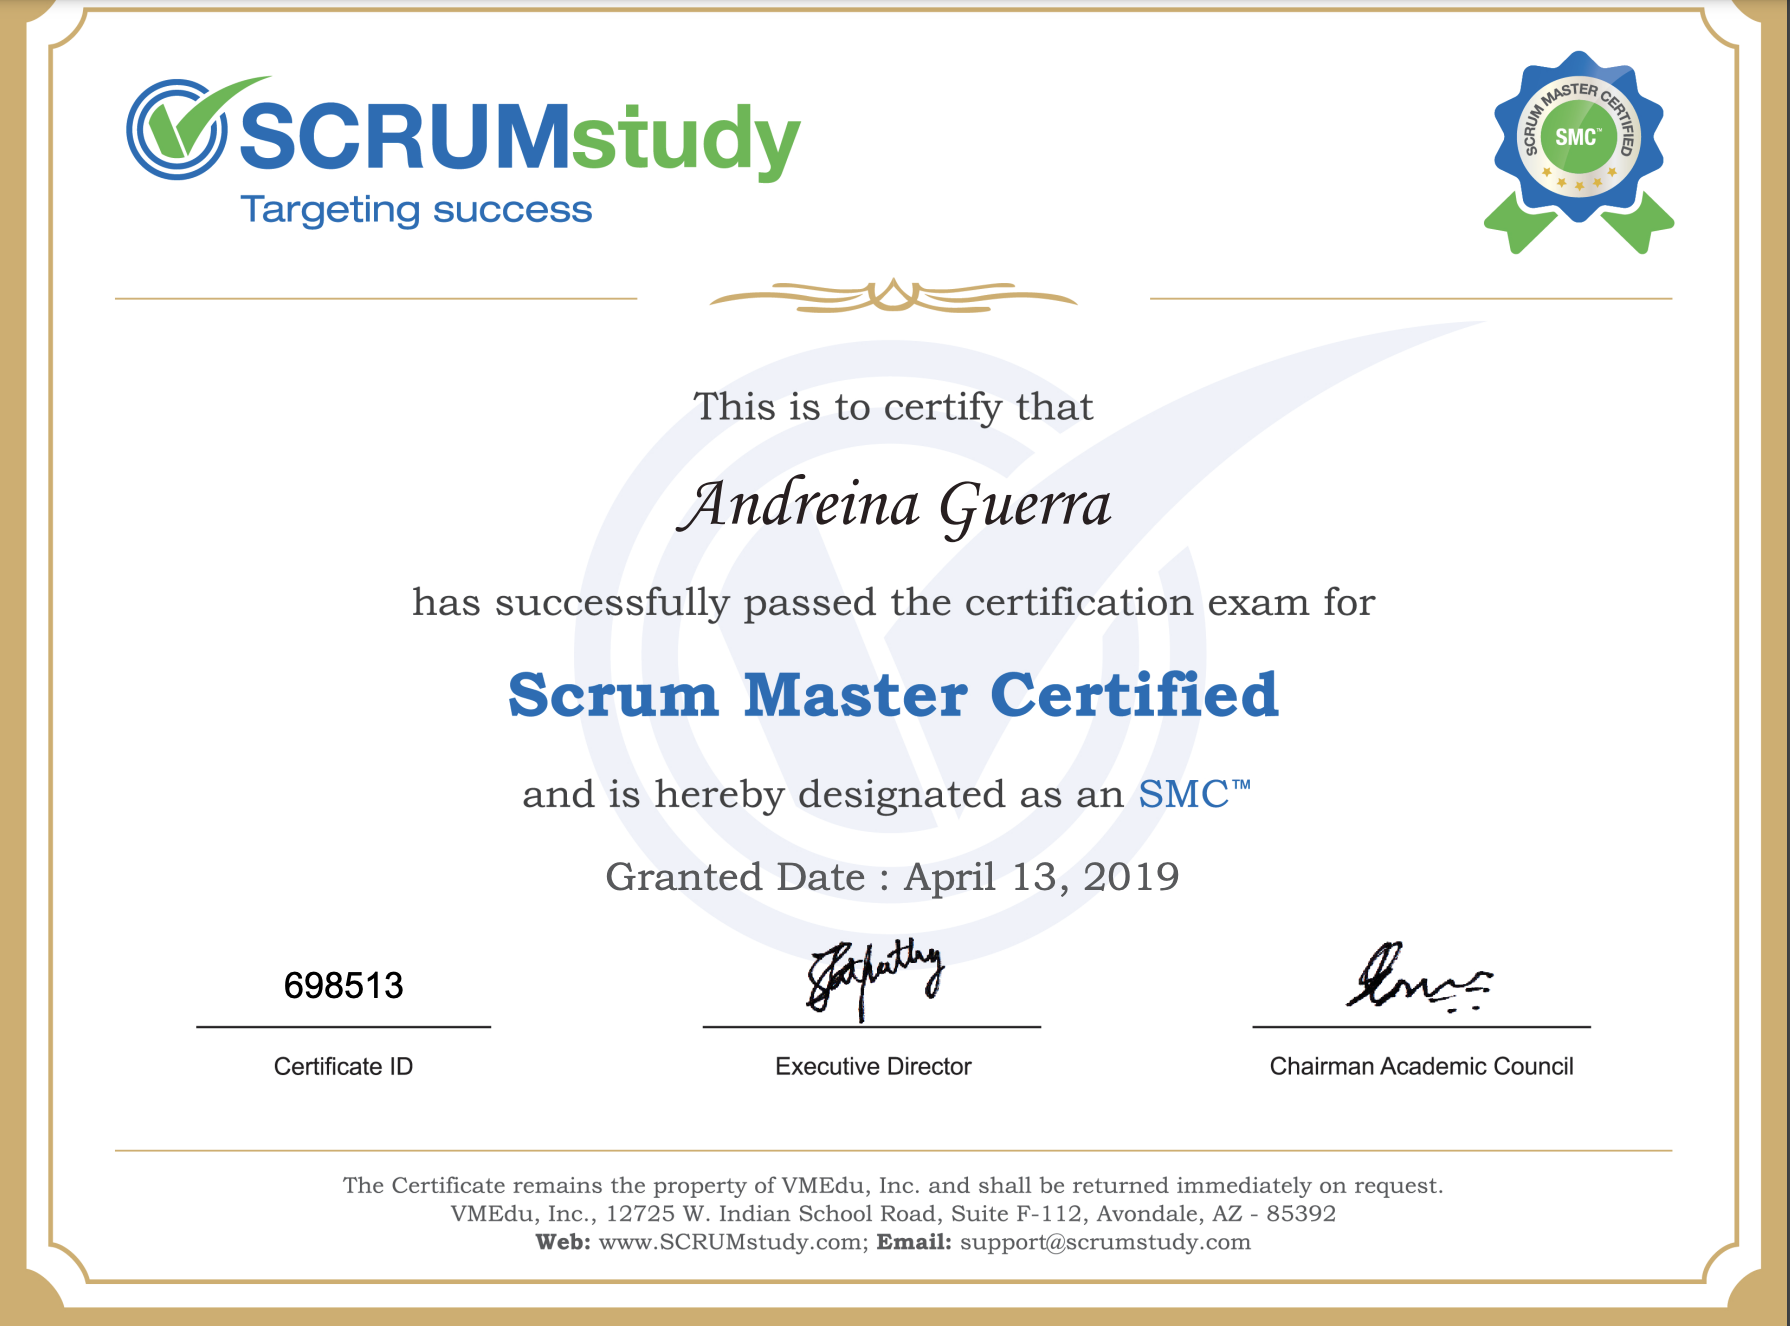 SCRUMstudy
Targeting success
SCRUM MASTER CERTIFIED
SMC™
This is to certify that
Andreina Guerra
has successfully passed the certification exam for
Scrum Master Certified
and is hereby designated as an SMC™
Granted Date : April 13, 2019
698513
Certificate ID
Satpathy
Executive Director
Chairman Academic Council
The Certificate remains the property of VMEdu, Inc. and shall be returned immediately on request.
VMEdu, Inc., 12725 W. Indian School Road, Suite F-112, Avondale, AZ - 85392
Web: www.SCRUMstudy.com; Email: support@scrumstudy.com